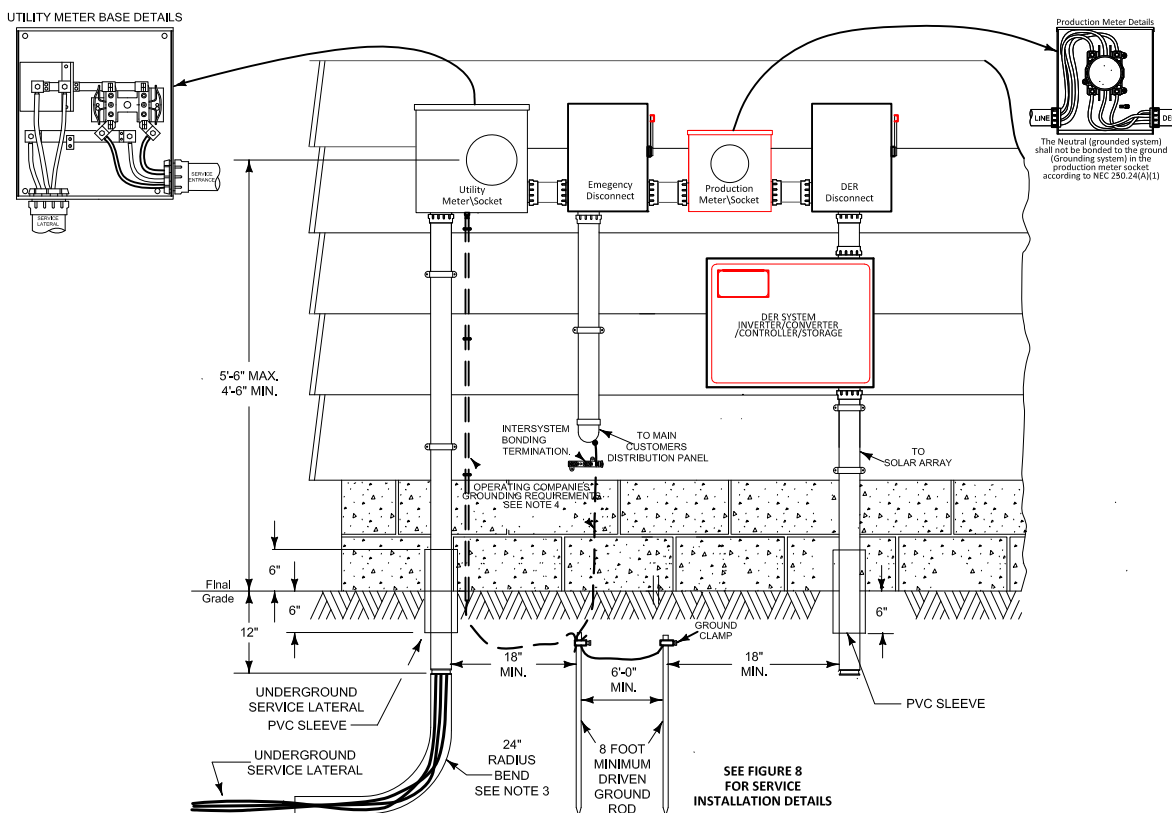 UTILITY METER BASE DETAILS
SERVICE
ENTRANCE
SERVICE
LATERAL
Production Meter Details
LINE
DE
The Neutral (grounded system)
shall not be bonded to the ground
(Grounding system) in the
production meter socket
according to NEC 250.24(A)(1)
Utility
Meter\Socket
Emegency
Disconnect
Production
Meter\Socket
DER
Disconnect
DER SYSTEM
INVERTER/CONVERTER
/CONTROLLER/STORAGE
5'-6" MAX.
4'-6" MIN.
INTERSYSTEM
BONDING
TERMINATION.
TO MAIN
CUSTOMERS
DISTRIBUTION PANEL
TO
SOLAR ARRAY
OPERATING COMPANIES
GROUNDING REQUIREMENTS
SEE NOTE 4
6"
FInal
Grade
6"
6"
12"
GROUND
CLAMP
18"
MIN.
6'-0"
MIN.
18"
MIN.
UNDERGROUND
SERVICE LATERAL
PVC SLEEVE
PVC SLEEVE
UNDERGROUND
SERVICE LATERAL
24"
RADIUS
BEND
SEE NOTE 3
8 FOOT
MINIMUM
DRIVEN
GROUND
ROD
SEE FIGURE 8
FOR SERVICE
INSTALLATION DETAILS